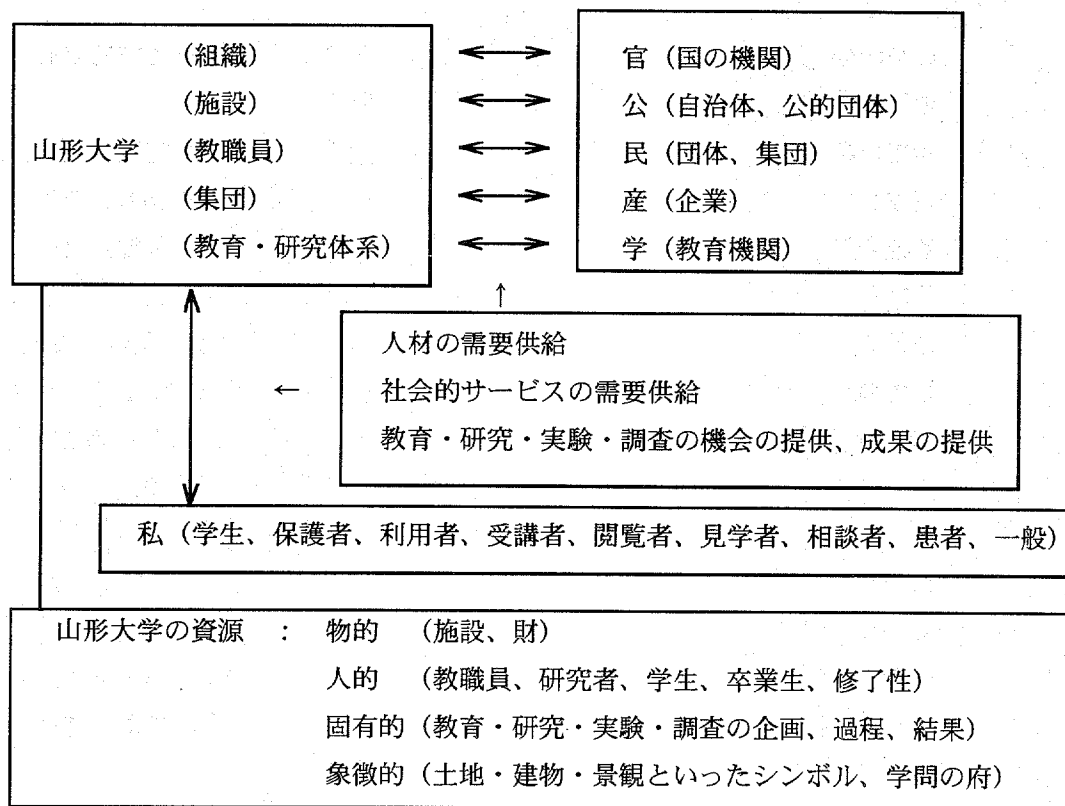 (組織)
(施設)
山形大学 (教職員)
(集団)
(教育・研究体系)
官(国の機関)
公(自治体、公的団体)
民(団体、集団)
産(企業)
学(教育機関)
人材の需要供給
社会的サービスの需要供給
教育・研究・実験・調査の機会の提供、成果の提供
私(学生、保護者、利用者、受講者、閲覧者、見学者、相談者、患者、一般)
山形大学の資源 : 物的 (施設、財)
人的 (教職員、研究者、学生、卒業生、修了性)
固有的(教育・研究・実験・調査の企画、過程、結果)
象徴的(土地・建物・景観といったシンボル、学問の府)